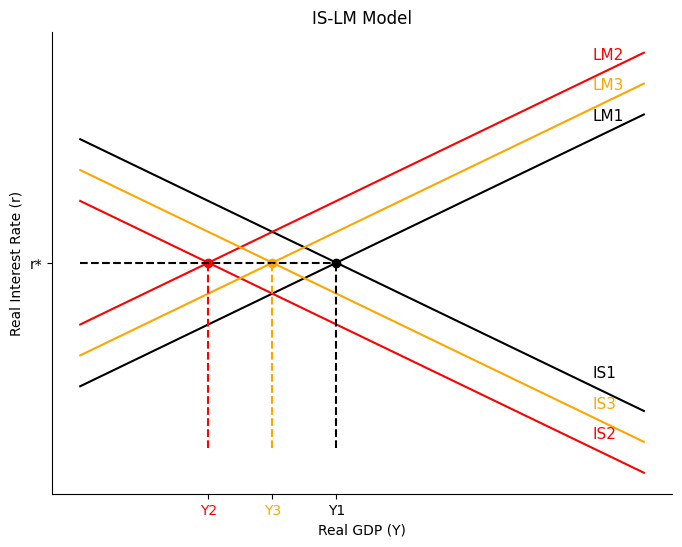 IS-LM Model
LM2
LM3
LM1
Real Interest Rate (r)
r*
IS1
IS3
IS2
Y2
Y3
Y1
Real GDP (Y)